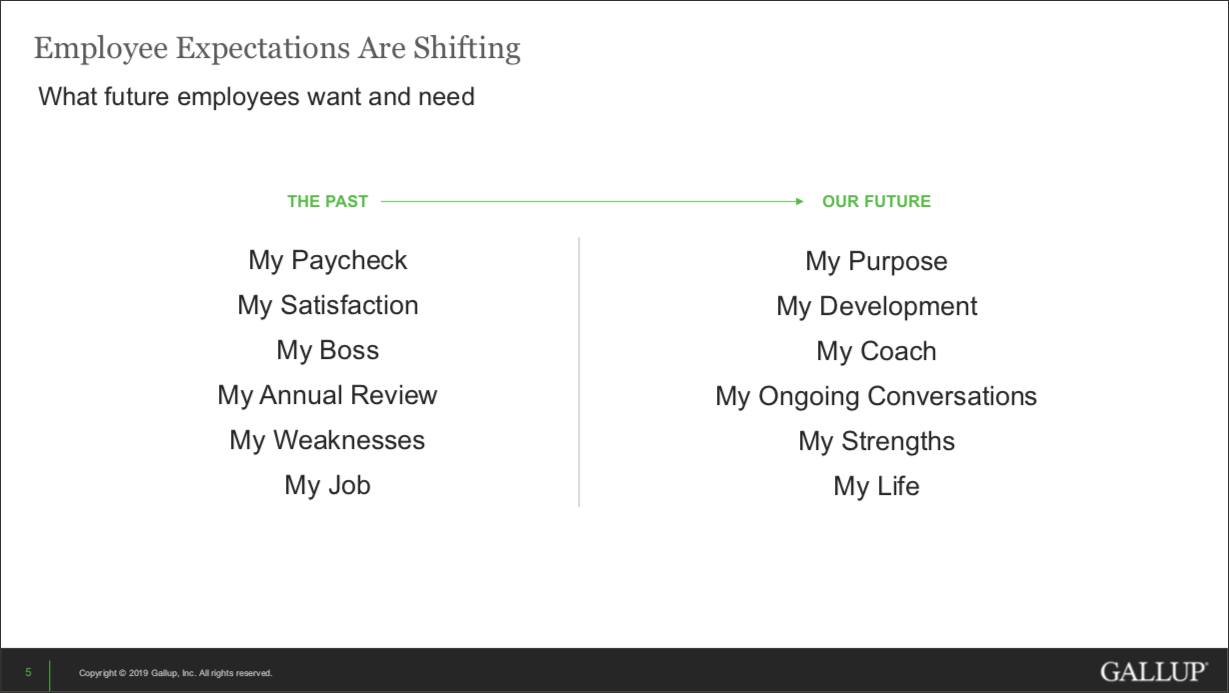 Employee Expectations Are Shifting
What future employees want and need
THE PAST
OUR FUTURE
My Paycheck
My Purpose
My Satisfaction
My Development
My Boss
My Coach
My Annual Review
My Ongoing Conversations
My Weaknesses
My Strengths
My Job
My Life
5
Copyright © 2019 Gallup, Inc. All rights reserved.
GALLUP®